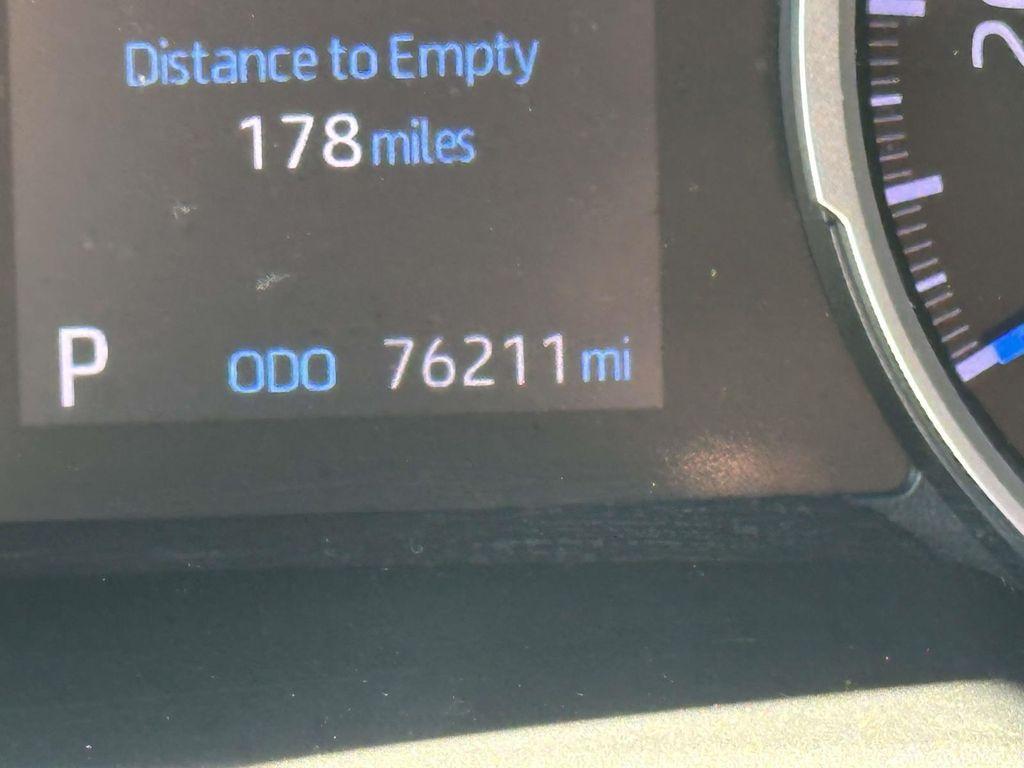 Distance to Empty
178 miles
P ODO 76211 mi